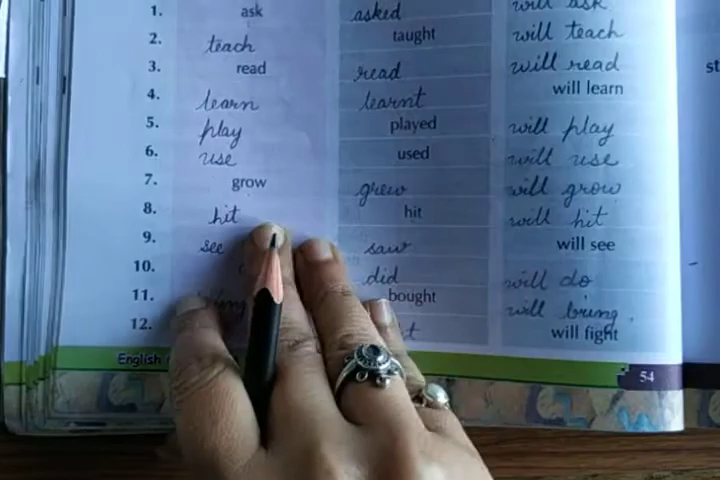 1. ask asked will ask
2. teach taught will teach
3. read read will read
4. learn learnt will learn
5. play played will play
6. use used will use
7. grow grew will grow
8. hit hit will hit
9. see saw will see
10. did will do
11. bought will bring
12. will fight
English
54